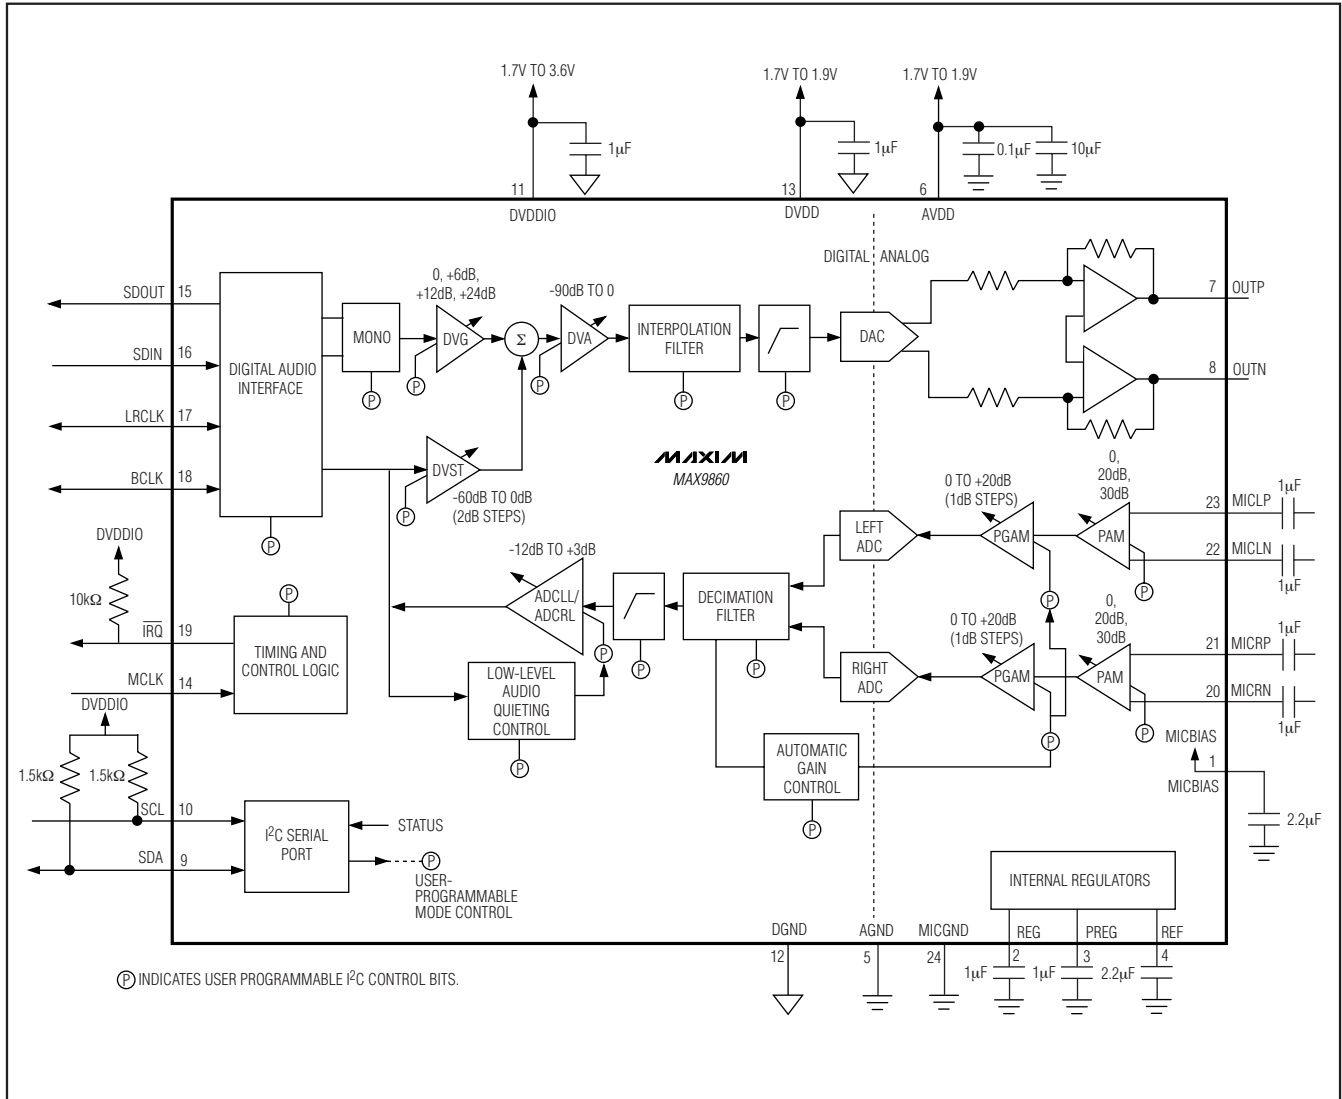 1.7V TO 3.6V
1.7V TO 1.9V
1.7V TO 1.9V
1µF
1µF
0.1µF
10µF
11
13
6
DVDDIO
DVDD
AVDD
DIGITAL
ANALOG
SDOUT
15
SDIN
16
LRCLK
17
BCLK
18
DIGITAL AUDIO
INTERFACE
P
MONO
P
0, +6dB,
+12dB, +24dB
DVG
P
Σ
-90dB TO 0
DVA
P
INTERPOLATION
FILTER
P
P
DAC
7
OUTP
8
OUTN
DVST
P
-60dB TO 0dB
(2dB STEPS)
MAXIM
MAX9860
0 TO +20dB
(1dB STEPS)
0,
20dB,
30dB
1µF
23
MICLP
22
MICLN
1µF
LEFT
ADC
PGAM
P
PAM
P
DVDDIO
10kΩ
IRQ
19
MCLK
14
P
TIMING AND
CONTROL LOGIC
-12dB TO +3dB
ADCLL/
ADCRL
P
P
DECIMATION
FILTER
P
0 TO +20dB
(1dB STEPS)
0,
20dB,
30dB
1µF
21
MICRP
20
MICRN
1µF
RIGHT
ADC
PGAM
P
PAM
P
LOW-LEVEL
AUDIO
QUIETING
CONTROL
P
AUTOMATIC
GAIN
CONTROL
P
MICBIAS
1
MICBIAS
2.2µF
DVDDIO
1.5kΩ
1.5kΩ
SCL
10
SDA
9
I²C SERIAL
PORT
STATUS
P
USER-
PROGRAMMABLE
MODE CONTROL
INTERNAL REGULATORS
DGND
AGND
MICGND
REG
PREG
REF
12
5
24
2
3
4
1µF
1µF
2.2µF
P INDICATES USER PROGRAMMABLE I²C CONTROL BITS.